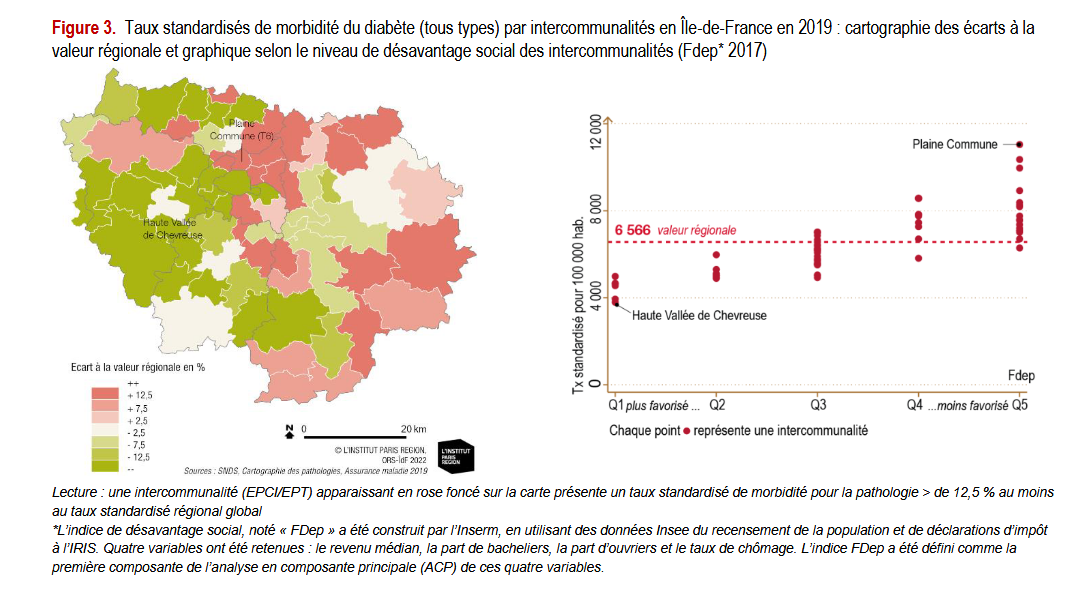 Figure 3. Taux standardisés de morbidité du diabète (tous types) par intercommunalités en Île-de-France en 2019 : cartographie des écarts à la
valeur régionale et graphique selon le niveau de désavantage social des intercommunalités (Fdep* 2017)
Plaine
Commune (T6)
Haute Vallée
de Chevreuse
Ecart à la valeur régionale en %
++
+ 12,5
+ 7,5
+ 2,5
- 2,5
- 7,5
- 12,5
--
N
0 20 km
© L'INSTITUT PARIS REGION,
ORS-ÎdF 2022
L'INSTITUT
PARIS
REGION
Sources : SNDS, Cartographie des pathologies, Assurance maladie 2019
Tx standardisé pour 100 000 hab.
12 000
8 000
4 000
0
Plaine Commune
6 566 valeur régionale
Haute Vallée de Chevreuse
Fdep
Q1 plus favorisé ... Q2 Q3 Q4 ...moins favorisé Q5
Chaque point représente une intercommunalité
Lecture : une intercommunalité (EPCI/EPT) apparaissant en rose foncé sur la carte présente un taux standardisé de morbidité pour la pathologie > de 12,5 % au moins
au taux standardisé régional global
*L'indice de désavantage social, noté « FDep » a été construit par l'Inserm, en utilisant des données Insee du recensement de la population et de déclarations d'impôt
à l'IRIS. Quatre variables ont été retenues : le revenu médian, la part de bacheliers, la part d'ouvriers et le taux de chômage. L'indice FDep a été défini comme la
première composante de l'analyse en composante principale (ACP) de ces quatre variables.